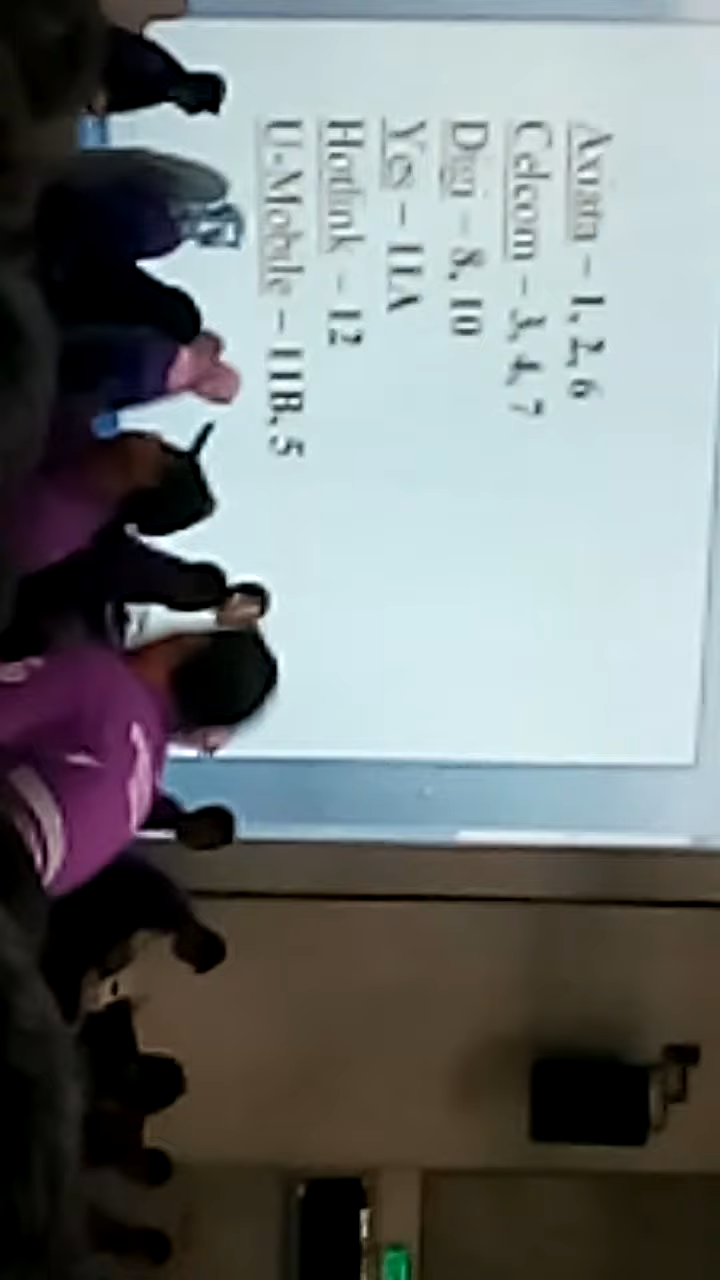 Axiata – 1, 2, 6
Celcom – 3, 4, 7
Digi – 8, 10
Yes – 11A
Hotlink – 12
U-Mobile – 11B, 5